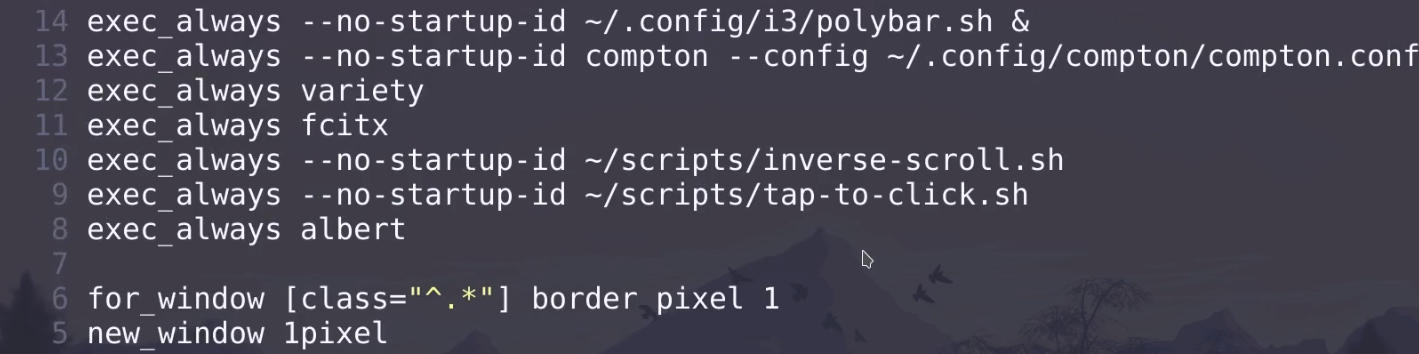 14 exec_always --no-startup-id ~/.config/i3/polybar.sh &
13 exec_always --no-startup-id compton --config ~/.config/compton/compton.conf
12 exec_always variety
11 exec_always fcitx
10 exec_always --no-startup-id ~/scripts/inverse-scroll.sh
9 exec_always --no-startup-id ~/scripts/tap-to-click.sh
8 exec_always albert
7
6 for_window [class="^.*"] border pixel 1
5 new_window 1pixel